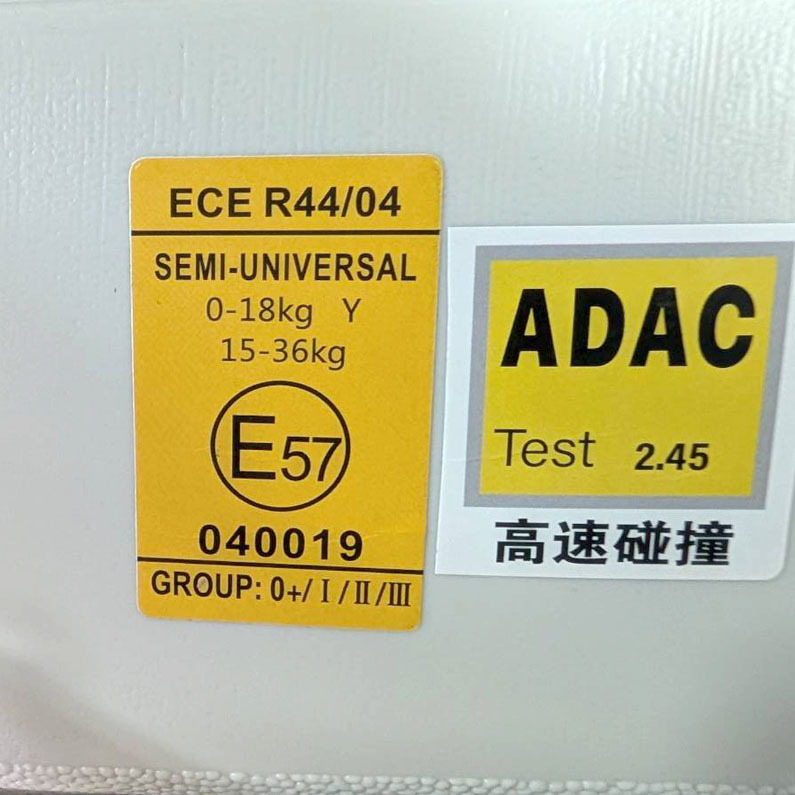 ECE R44/04
SEMI-UNIVERSAL
0-18kg Y
15-36kg
E57
040019
GROUP: 0+/Ⅰ/Ⅱ/Ⅲ
ADAC
Test 2.45
高速碰撞